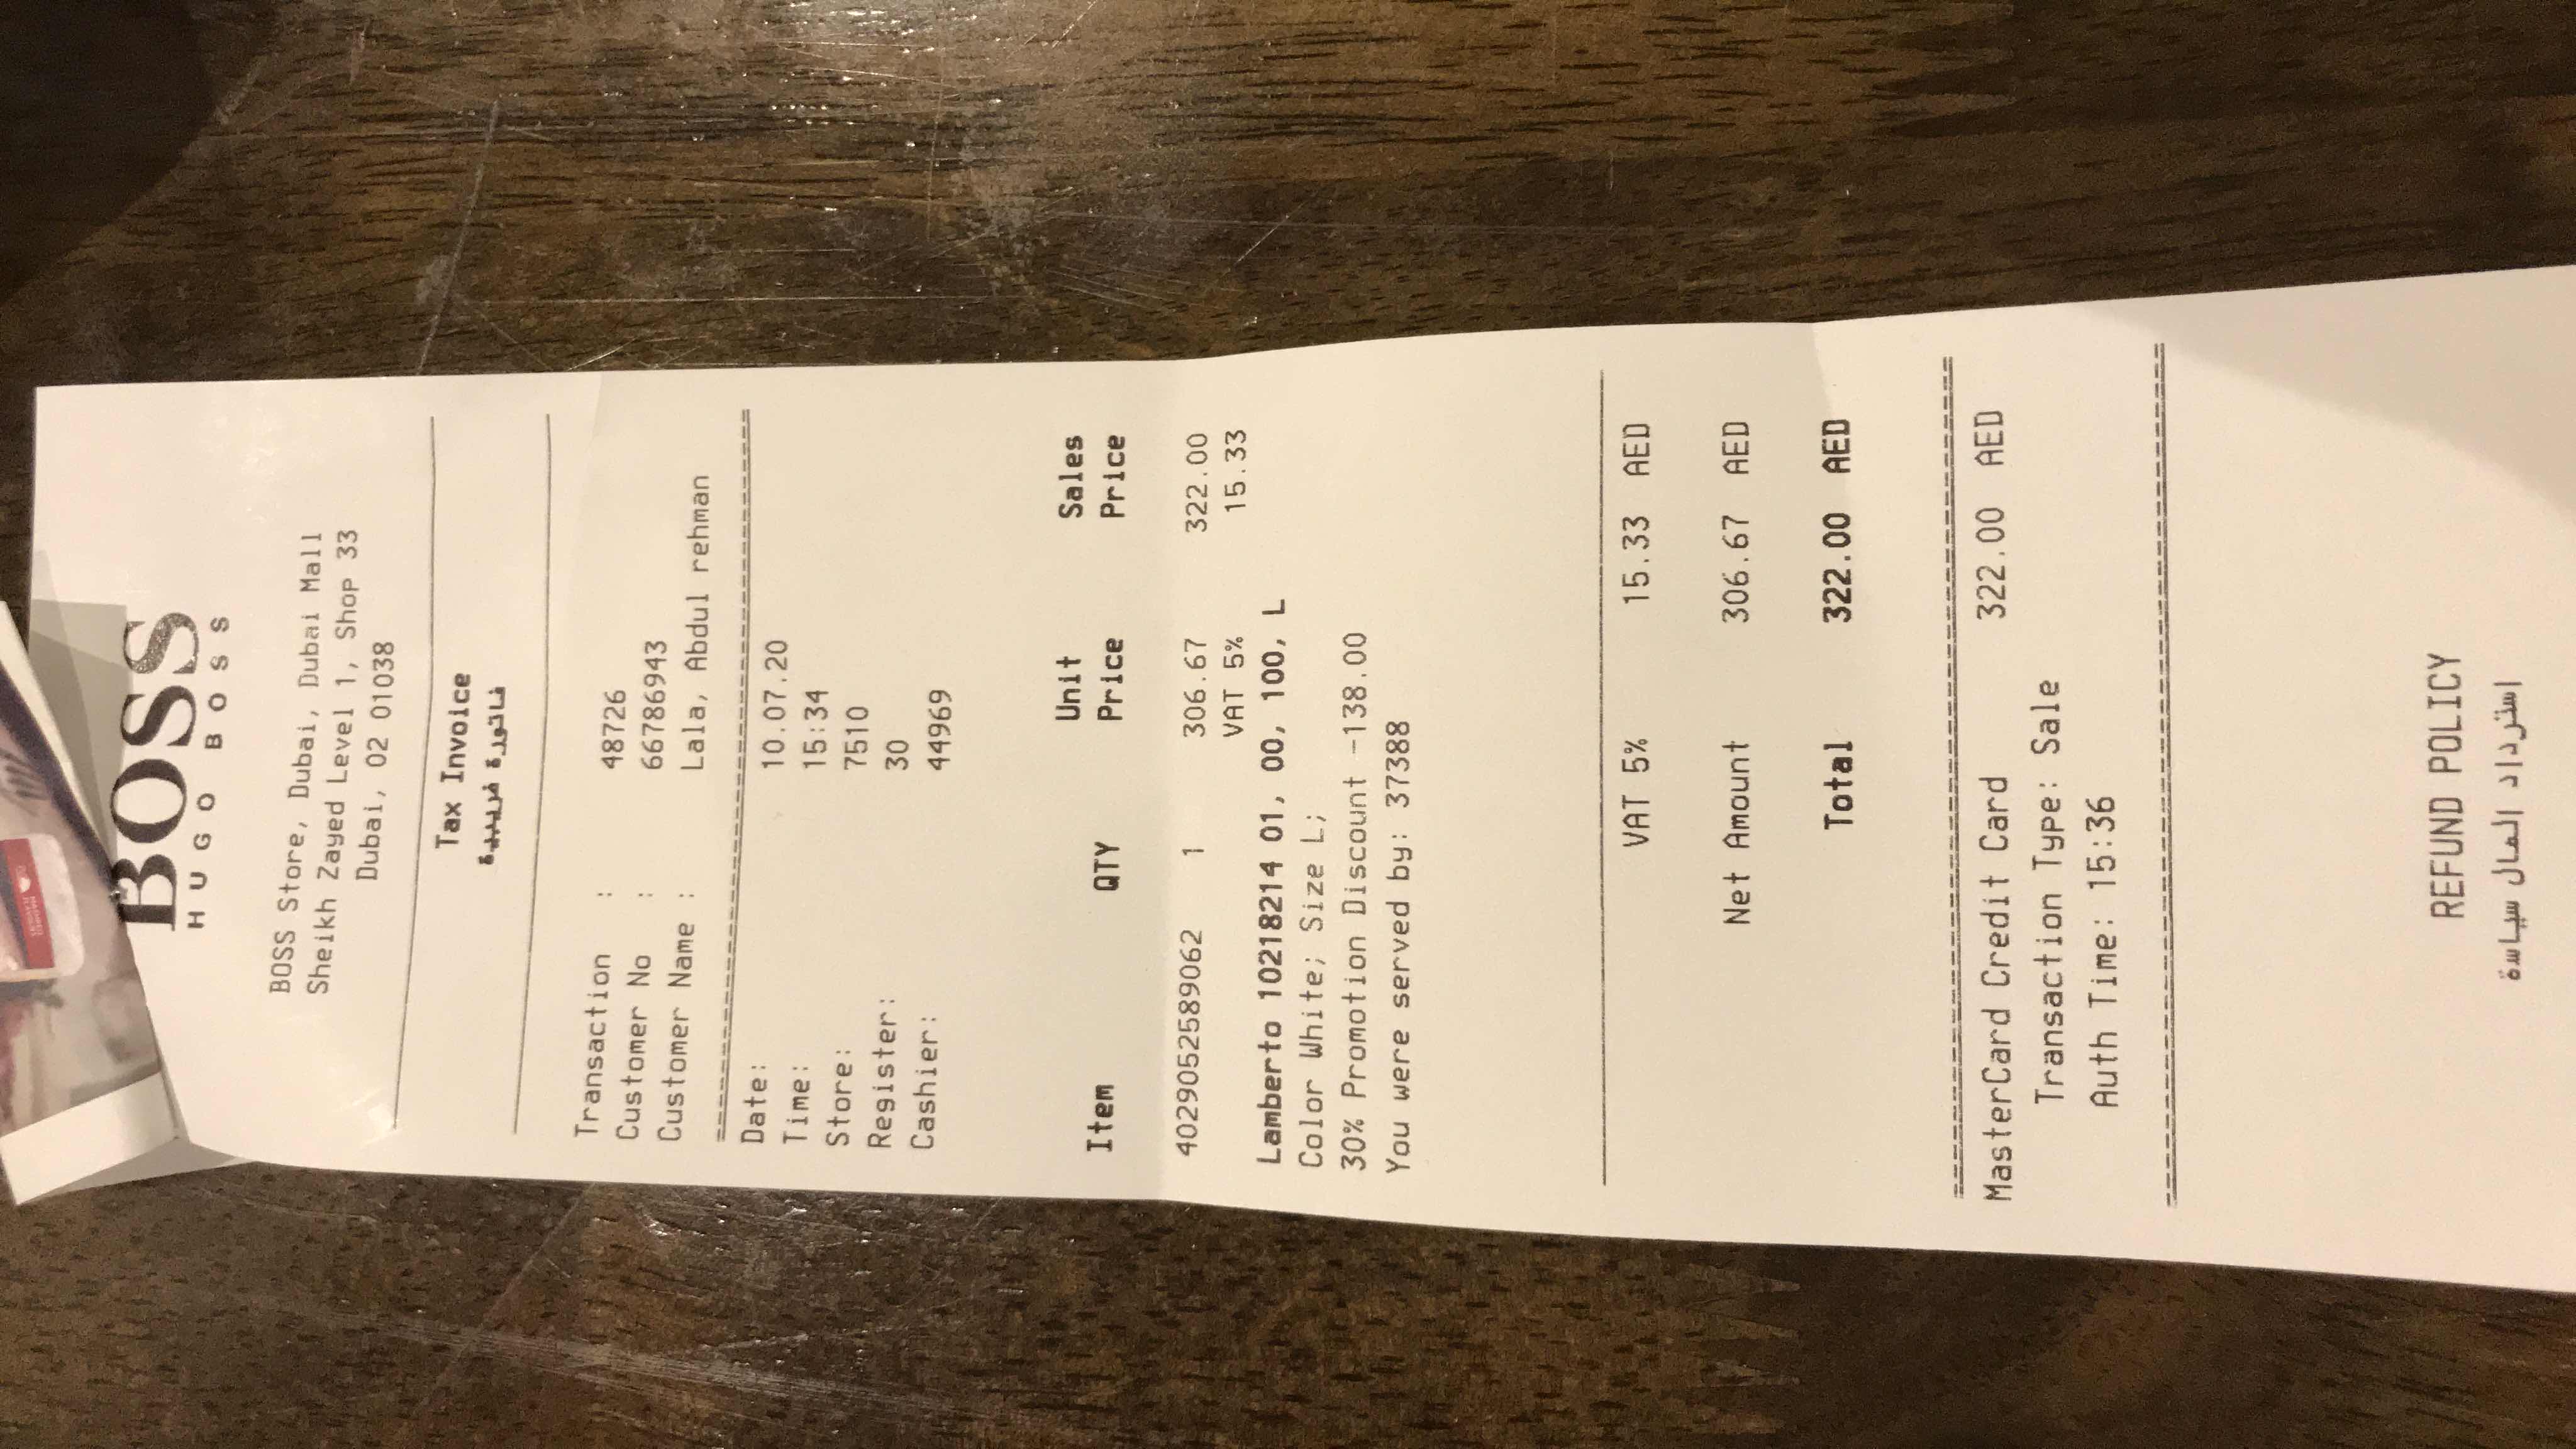 BOSS
HUGO BOSS
BOSS Store, Dubai, Dubai Mall
Sheikh Zayed Level 1, Shop 33
Dubai, 02 01038
Tax Invoice
فاتورة ضريبية
Transaction : 48726
Customer No : 66786943
Customer Name : Lala, Abdul rehman
Date: 10.07.20
Time: 15:34
Store: 7510
Register: 30
Cashier: 44969
Item QTY Unit Price Sales Price
4029052589062 1 306.67 322.00
VAT 5% 15.33
Lamberto 10218214 01, 00, 100, L
Color White; Size L;
30% Promotion Discount -138.00
You were served by: 37388
VAT 5% 15.33 AED
Net Amount 306.67 AED
Total 322.00 AED
MasterCard Credit Card 322.00 AED
Transaction Type: Sale
Auth Time: 15:36
REFUND POLICY
استرداد المال سياسة